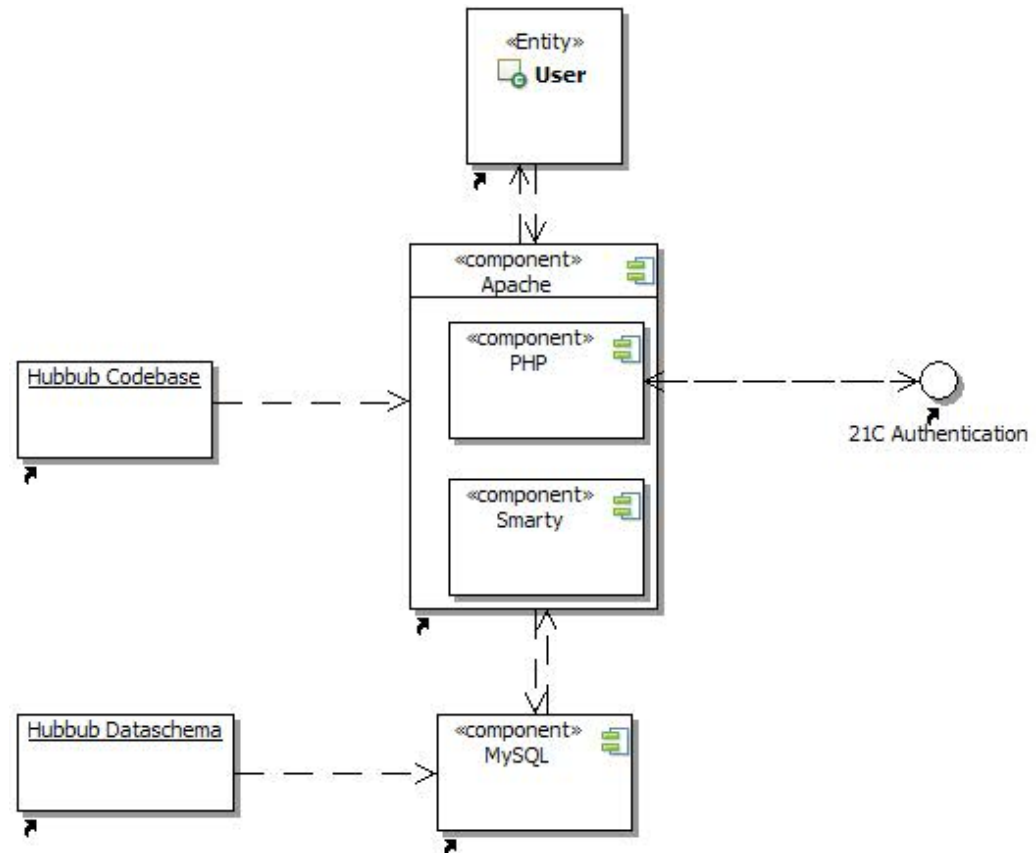 «Entity»
User
«component»
Apache
«component»
PHP
Hubbub Codebase
21C Authentication
«component»
Smarty
Hubbub Dataschema
«component»
MySQL